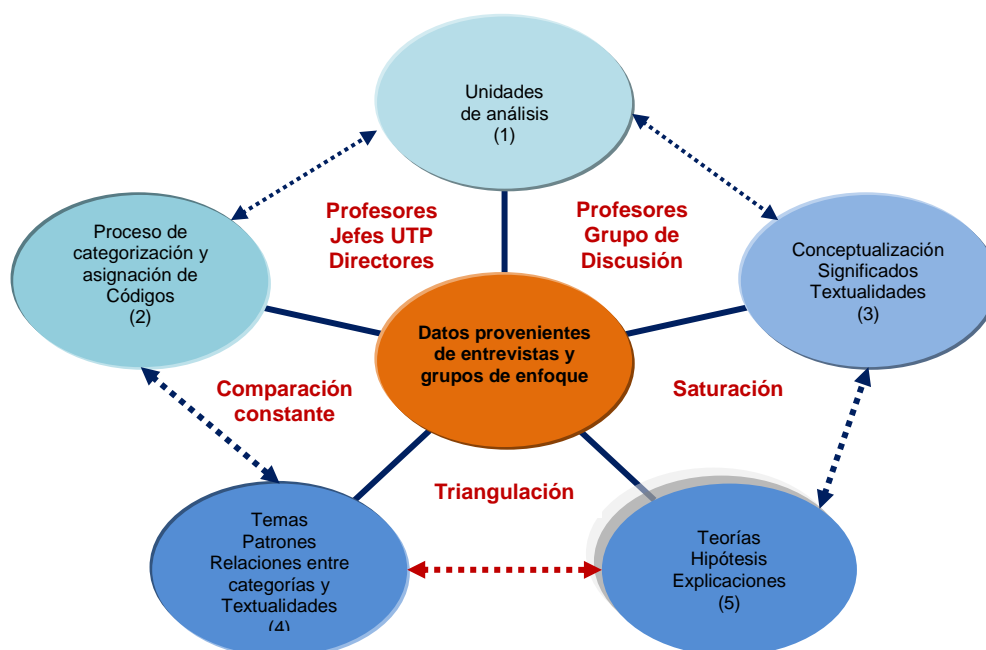 Unidades
de análisis
(1)
Profesores
Jefes UTP
Directores
Profesores
Grupo de
Discusión
Proceso de
categorización y
asignación de
Códigos
(2)
Conceptualización
Significados
Textualidades
(3)
Datos provenientes
de entrevistas y
grupos de enfoque
Comparación
constante
Saturación
Triangulación
Temas
Patrones
Relaciones entre
categorías y
Textualidades
(4)
Teorías
Hipótesis
Explicaciones
(5)